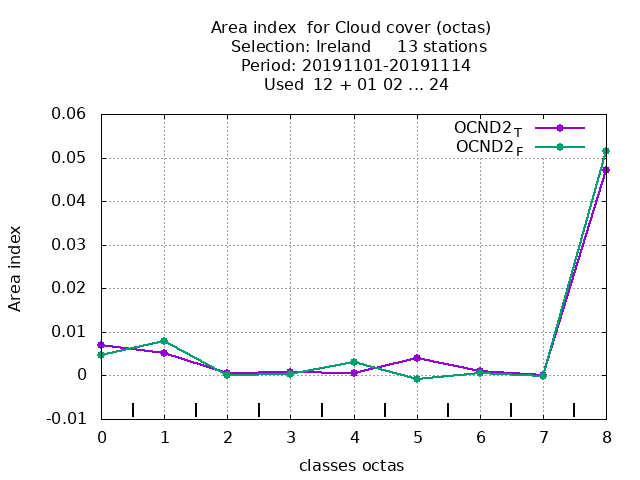 Area index  for Cloud cover (octas)
Selection: Ireland     13 stations
Period: 20191101-20191114
Used  12 + 01 02 ... 24
OCND2T
OCND2F
0.06
0.05
0.04
0.03
0.02
0.01
0
-0.01
Area index
0 1 2 3 4 5 6 7 8
classes octas